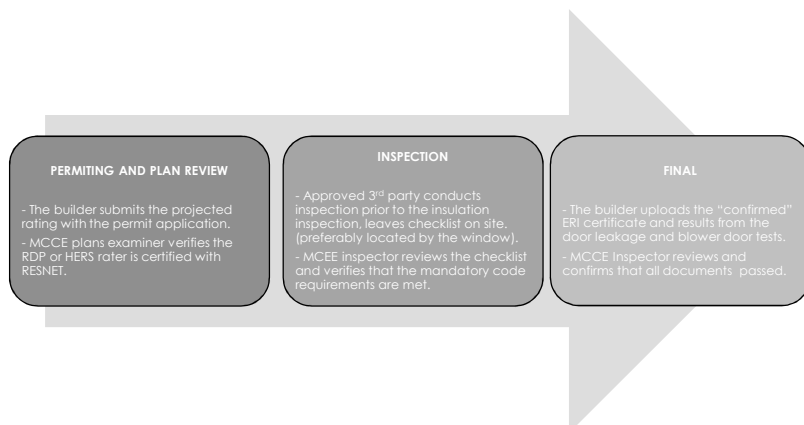 PERMITING AND PLAN REVIEW
- The builder submits the projected
rating with the permit application.
- MCCE plans examiner verifies the
RDP or HERS rater is certified with
RESNET.
INSPECTION
- Approved 3rd party conducts
inspection prior to the insulation
inspection, leaves checklist on site.
(preferably located by the window).
- MCEE inspector reviews the checklist
and verifies that the mandatory code
requirements are met.
FINAL
- The builder uploads the “confirmed”
ERI certificate and results from the
door leakage and blower door tests.
- MCCE Inspector reviews and
confirms that all documents passed.